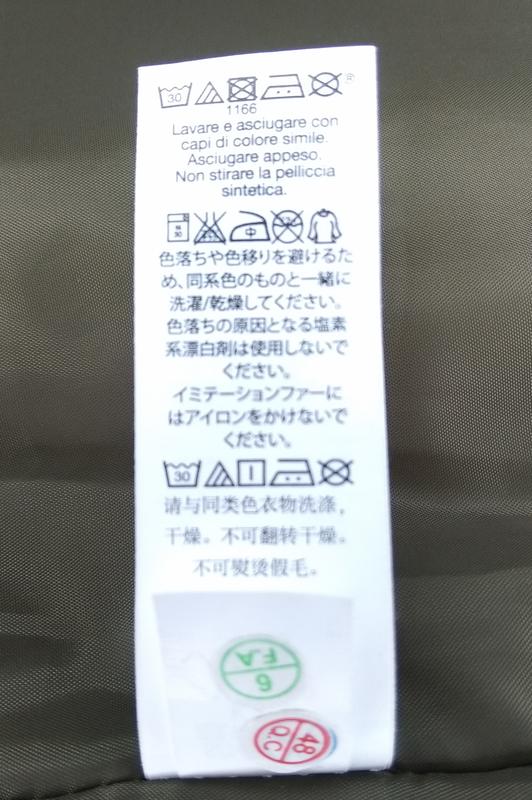 30
®
1166
Lavare e asciugare con
capi di colore simile.
Asciugare appeso.
Non stirare la pelliccia
sintetica.
中
色落ちや色移りを避けるた
め、同系色のものと一緒に
洗濯/乾燥してください。
色落ちの原因となる塩素
系漂白剤は使用しないで
ください。
イミテーションファーに
はアイロンをかけないで
ください。
30
请与同类色衣物洗涤，
干燥。不可翻转干燥。
不可熨烫假毛。
6
F.A
48
Q.C